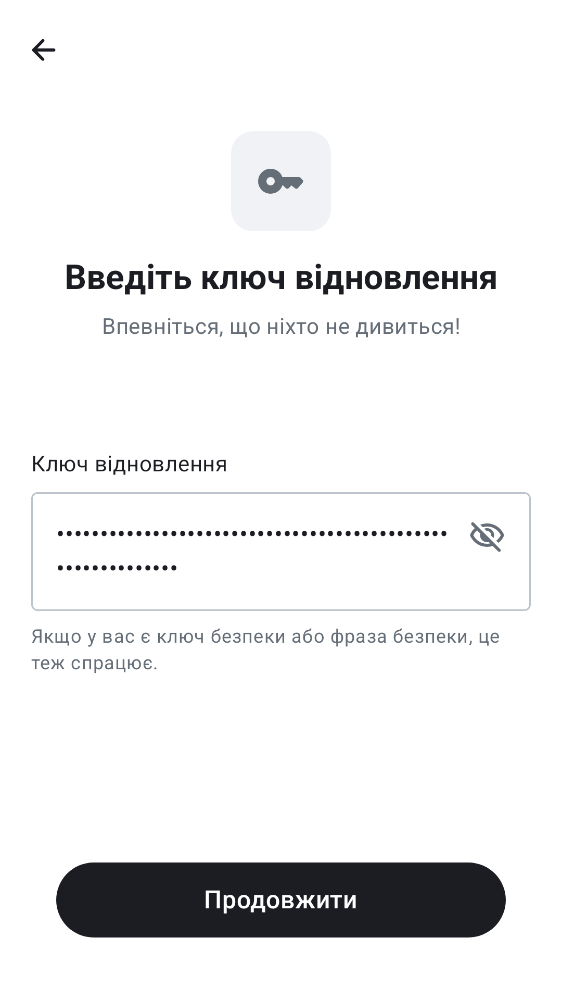 Введіть ключ відновлення
Впевніться, що ніхто не дивиться!
Ключ відновлення
•••••••••••••••••••••••••••••••••••••••••••••
••••••••••••••
Якщо у вас є ключ безпеки або фраза безпеки, це
теж спрацює.
Продовжити